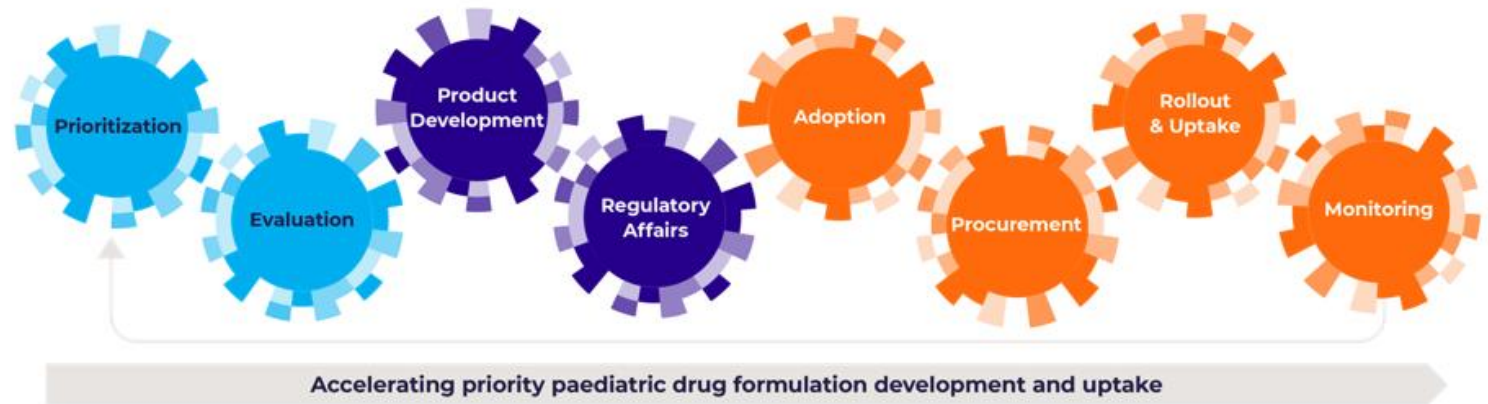 Prioritization
Evaluation
Product
Development
Regulatory
Affairs
Adoption
Procurement
Rollout
& Uptake
Monitoring
Accelerating priority paediatric drug formulation development and uptake